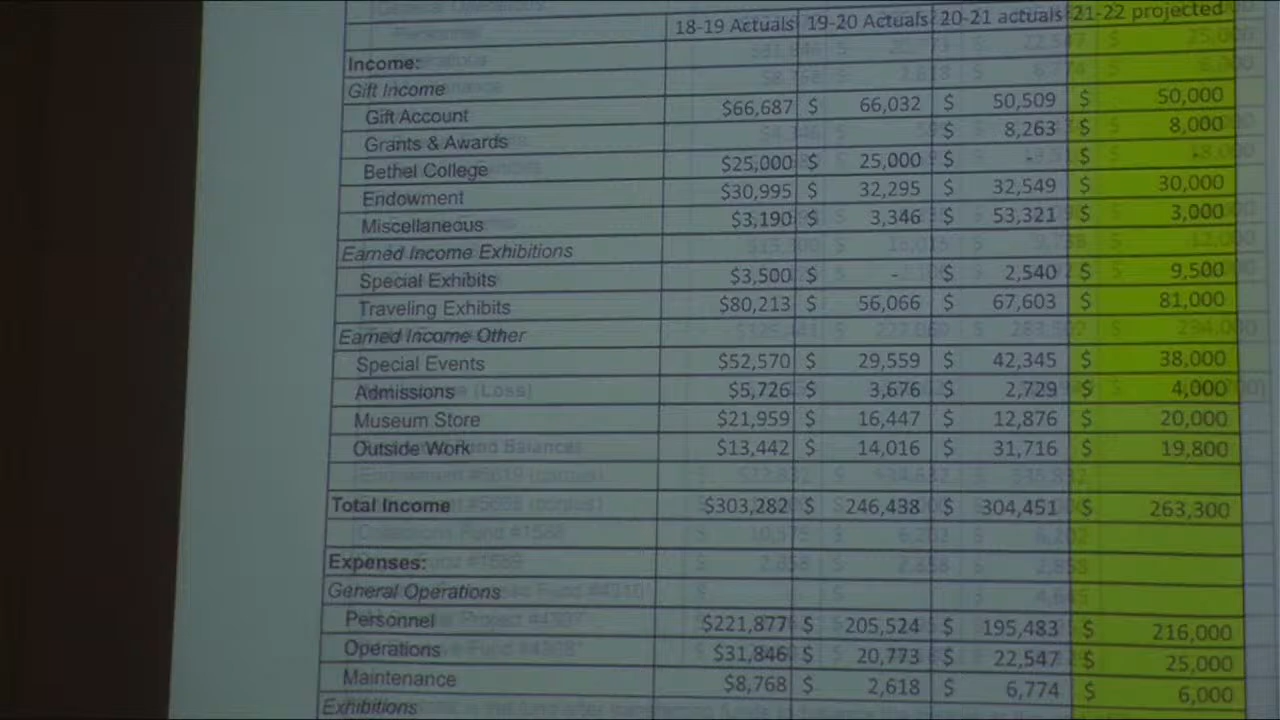 18-19 Actuals 19-20 Actuals 20-21 actuals 21-22 projected
Income:
Gift Income
Gift Account $66,687 $ 66,032 $ 50,509 $ 50,000
Grants & Awards $ 8,263 $ 8,000
Bethel College $25,000 $ 25,000 $ - $ -
Endowment $30,995 $ 32,295 $ 32,549 $ 30,000
Miscellaneous $3,190 $ 3,346 $ 53,321 $ 3,000
Earned Income Exhibitions
Special Exhibits $3,500 $ - $ 2,540 $ 9,500
Traveling Exhibits $80,213 $ 56,066 $ 67,603 $ 81,000
Earned Income Other
Special Events $52,570 $ 29,559 $ 42,345 $ 38,000
Admissions $5,726 $ 3,676 $ 2,729 $ 4,000
Museum Store $21,959 $ 16,447 $ 12,876 $ 20,000
Outside Work $13,442 $ 14,016 $ 31,716 $ 19,800
Total Income $303,282 $ 246,438 $ 304,451 $ 263,300
Expenses:
General Operations
Personnel $221,877 $ 205,524 $ 195,483 $ 216,000
Operations $31,846 $ 20,773 $ 22,547 $ 25,000
Maintenance $8,768 $ 2,618 $ 6,774 $ 6,000
Exhibitions